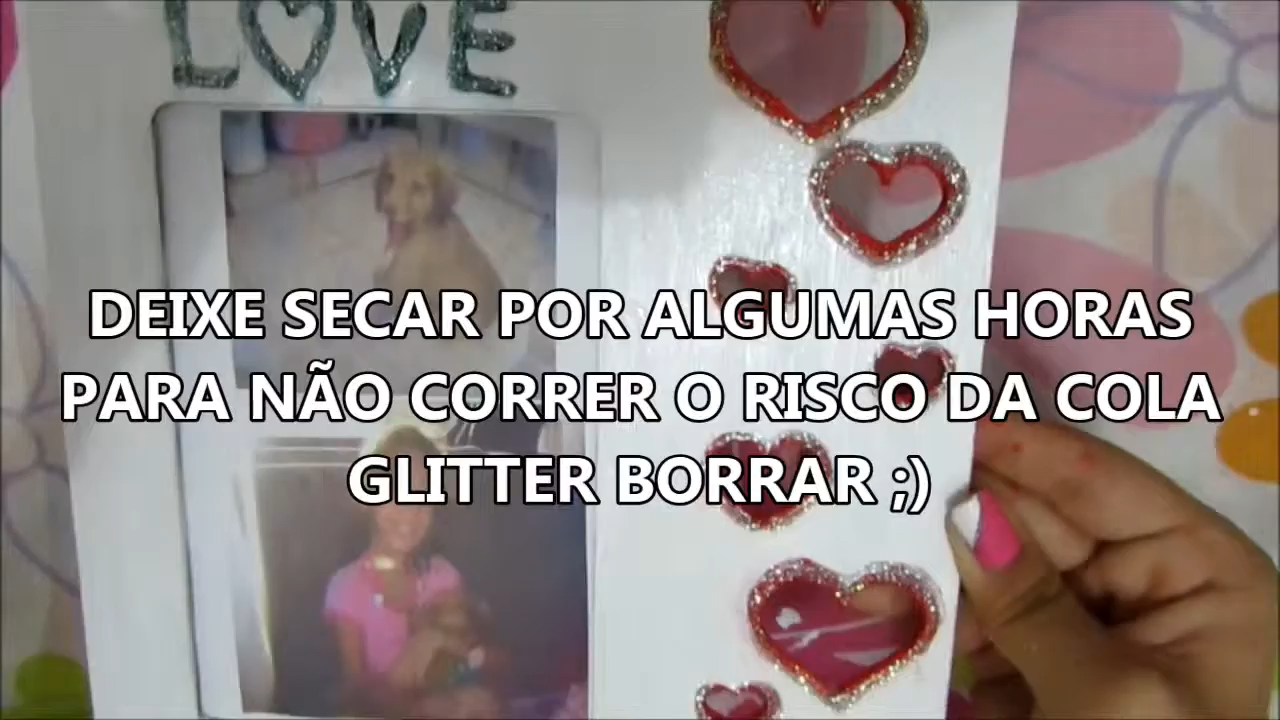 LOVE
DEIXE SECAR POR ALGUMAS HORAS
PARA NÃO CORRER O RISCO DA COLA
GLITTER BORRAR ;)